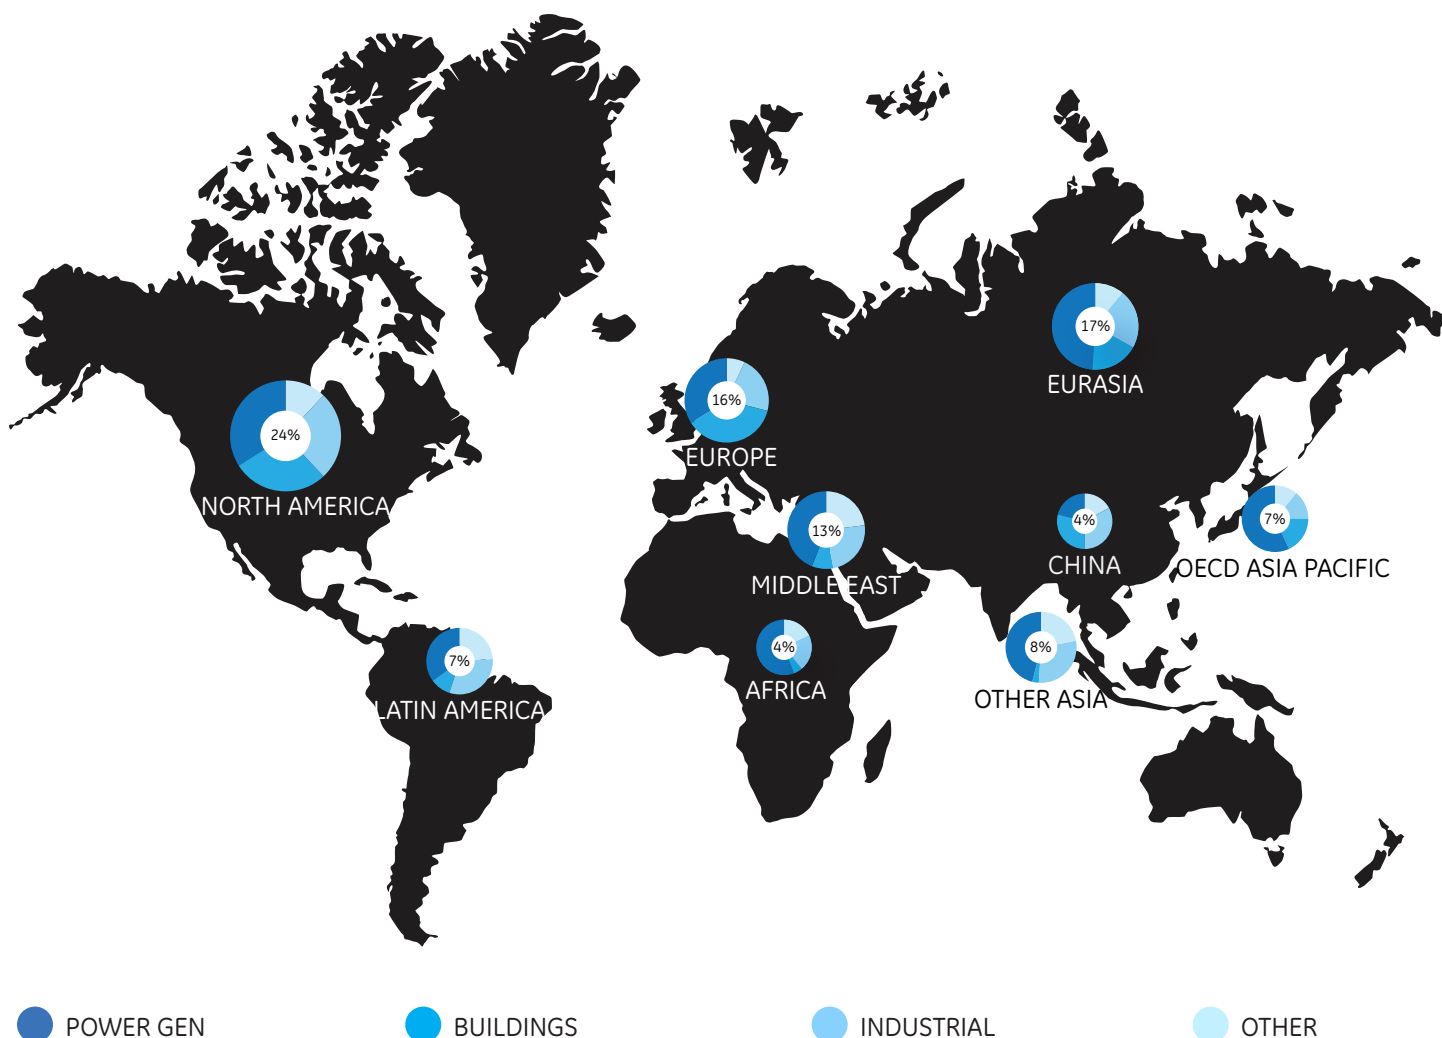 17%
EURASIA
16%
EUROPE
24%
NORTH AMERICA
13%
MIDDLE EAST
4%
CHINA
7%
OECD ASIA PACIFIC
4%
AFRICA
8%
OTHER ASIA
7%
LATIN AMERICA
POWER GEN
BUILDINGS
INDUSTRIAL
OTHER